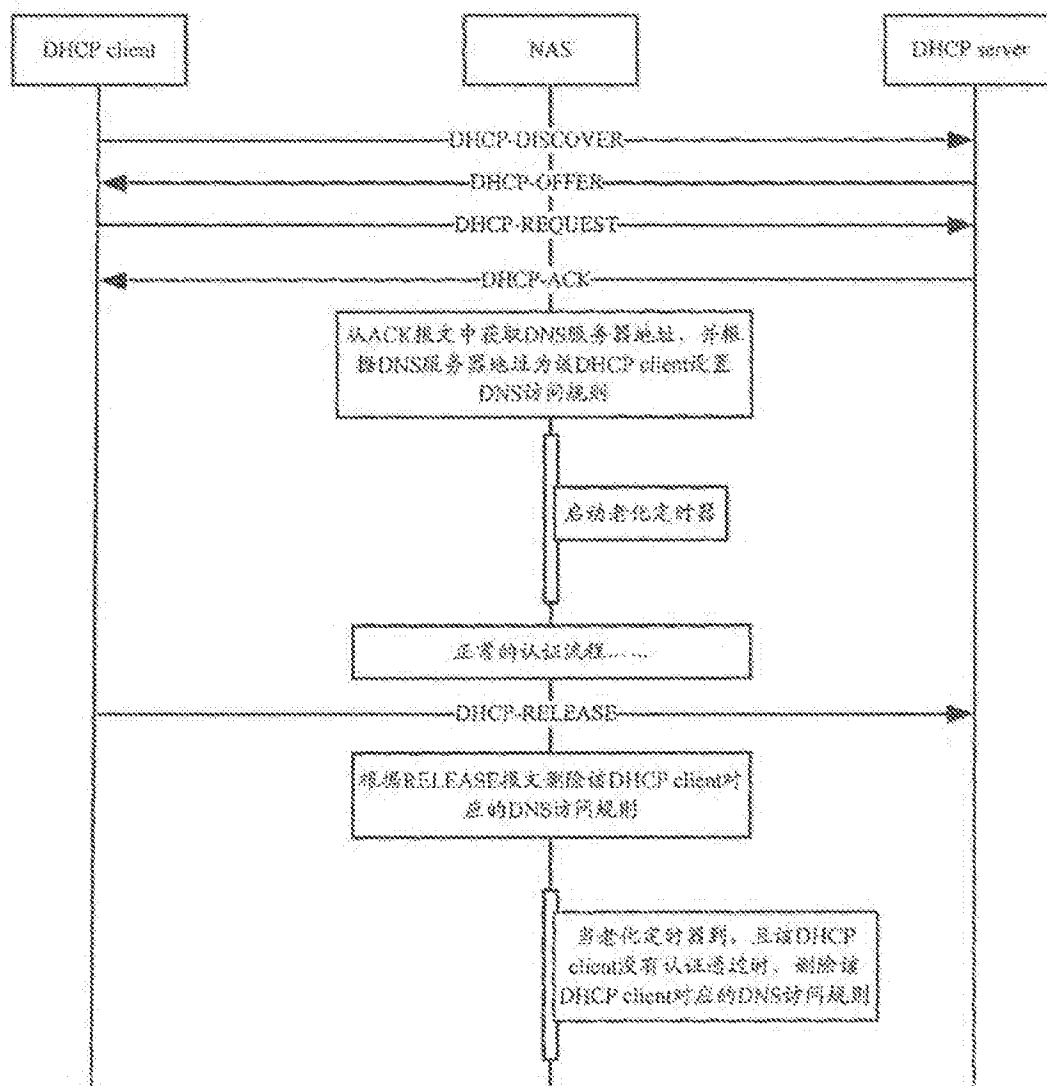 DHCP client
NAS
DHCP server
DHCP-DISCOVER
DHCP-OFFER
DHCP-REQUEST
DHCP-ACK
从ACK报文中获取DNS服务器地址，并根
据DNS服务器地址为该DHCP client设置
DNS访问规则
启动老化定时器
正常的认证流程……
DHCP-RELEASE
根据RELEASE报文删除该DHCP client对
应的DNS访问规则
当老化定时器到，且该DHCP
client没有认证通过时，删除该
DHCP client对应的DNS访问规则